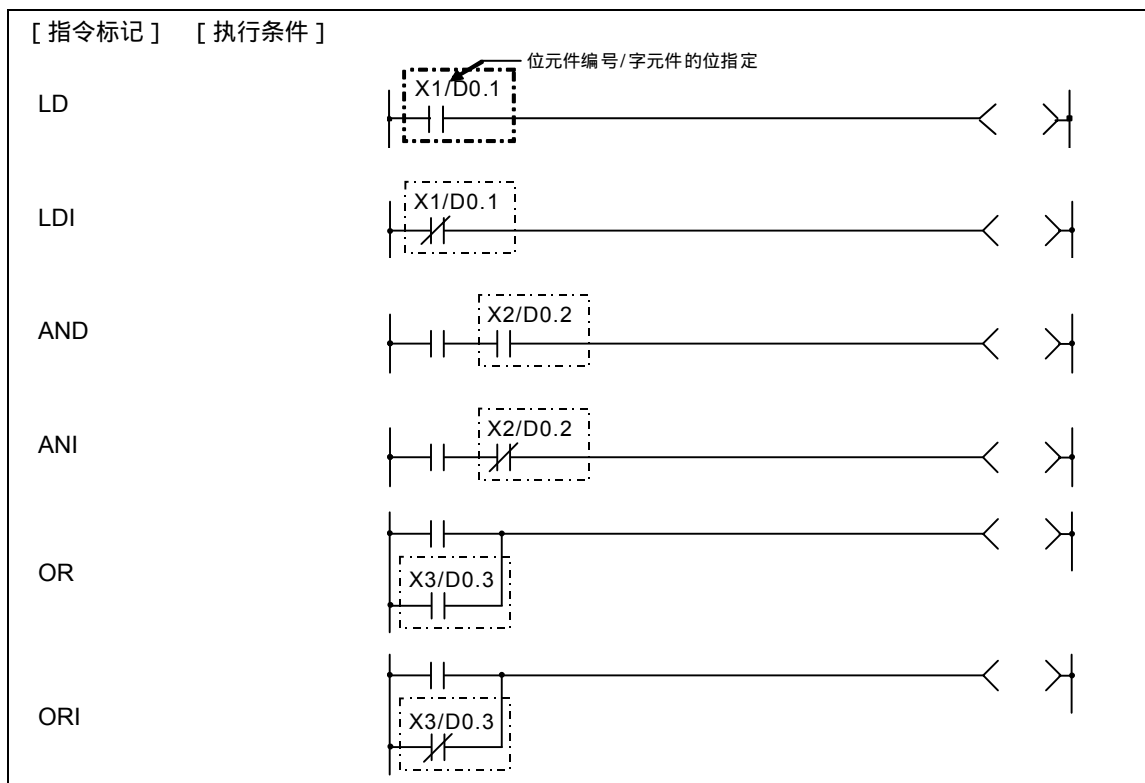 [ 指令标记 ] [ 执行条件 ]
位元件编号/字元件的位指定
X1/D0.1
LD
X1/D0.1
LDI
X2/D0.2
AND
X2/D0.2
ANI
X3/D0.3
OR
X3/D0.3
ORI